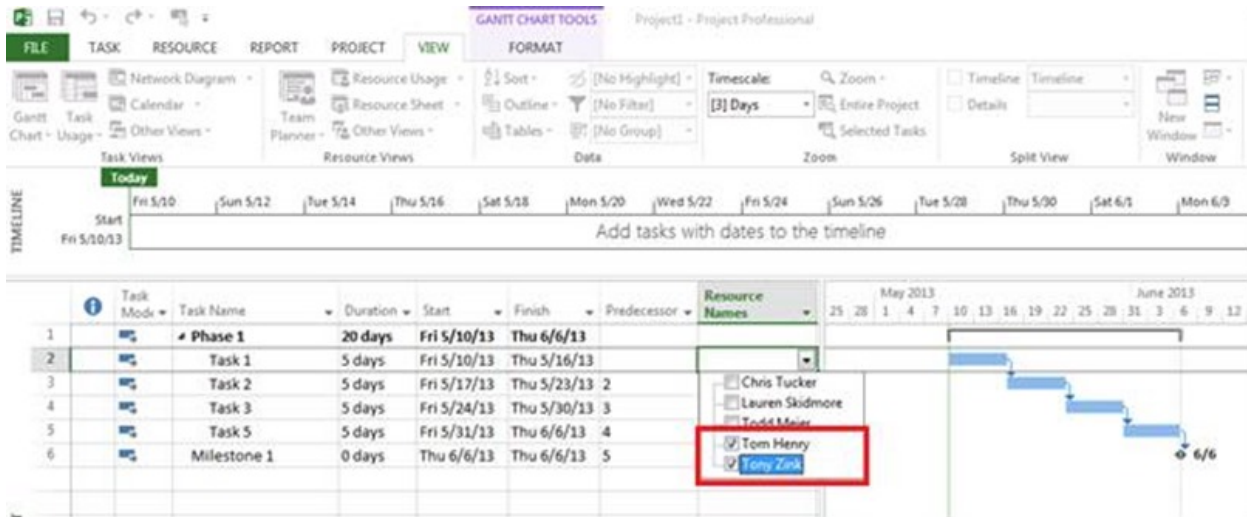 GANTT CHART TOOLS Project1 - Project Professional
FILE TASK RESOURCE REPORT PROJECT VIEW FORMAT
Network Diagram Resource Usage Sort [No Highlight] Timescale: Zoom Timeline Timeline
Calendar Resource Sheet Outline [No Filter] [3] Days Entire Project Details
Gantt Chart Task Usage Other Views Team Planner Other Views Tables [No Group] Selected Tasks New Window
Task Views Resource Views Data Zoom Split View Window
Today
TIMELINE
Fri 5/10 Sun 5/12 Tue 5/14 Thu 5/16 Sat 5/18 Mon 5/20 Wed 5/22 Fri 5/24 Sun 5/26 Tue 5/28 Thu 5/30 Sat 6/1 Mon 6/3
Start
Fri 5/10/13
Add tasks with dates to the timeline
Task Mode Task Name Duration Start Finish Predecessor Resource Names May 2013 June 2013
25 28 1 4 7 10 13 16 19 22 25 28 31 3 6 9 12
1 Phase 1 20 days Fri 5/10/13 Thu 6/6/13
2 Task 1 5 days Fri 5/10/13 Thu 5/16/13
3 Task 2 5 days Fri 5/17/13 Thu 5/23/13 2 Chris Tucker
4 Task 3 5 days Fri 5/24/13 Thu 5/30/13 3 Lauren Skidmore
Todd Meier
5 Task 5 5 days Fri 5/31/13 Thu 6/6/13 4 Tom Henry
6 Milestone 1 0 days Thu 6/6/13 Thu 6/6/13 5 Tony Zink 6/6